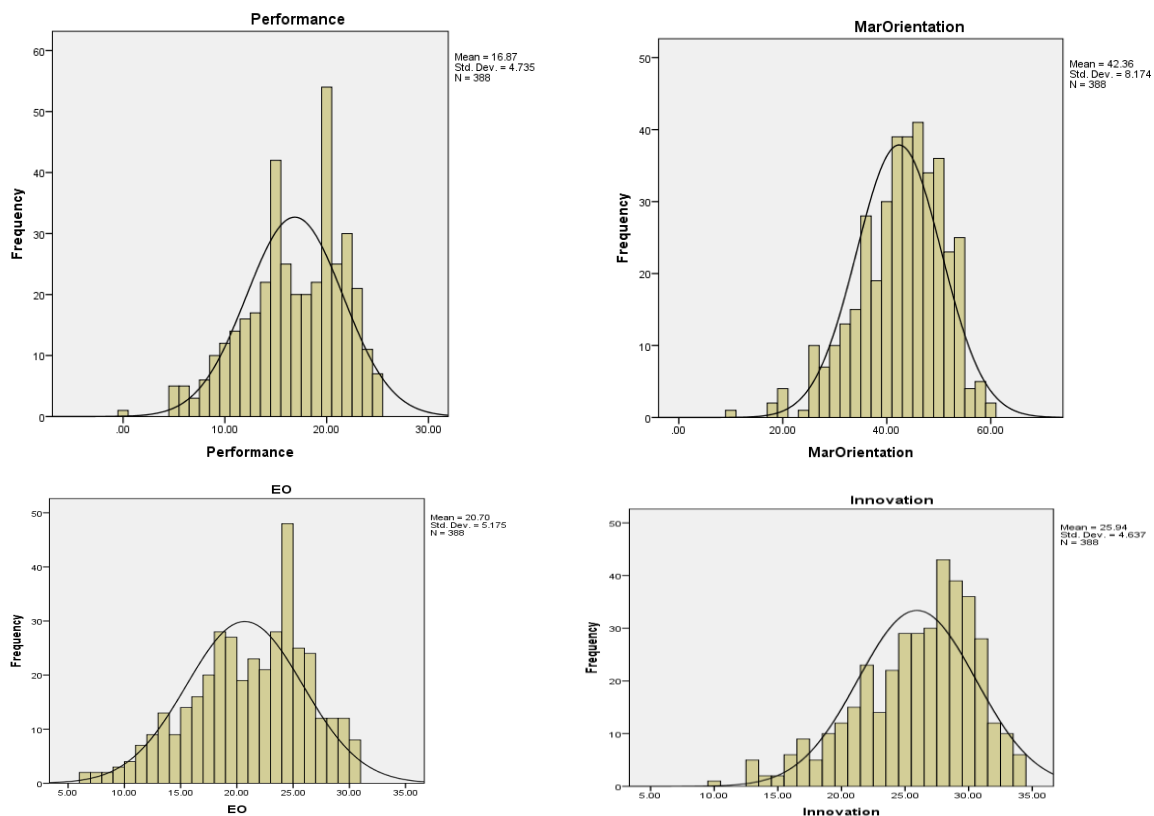 Performance
Mean = 16.87
Std. Dev. = 4.735
N = 388
60
50
40
30
20
10
0
Frequency
.00 10.00 20.00 30.00
Performance
MarOrientation
Mean = 42.36
Std. Dev. = 8.174
N = 388
50
40
30
20
10
0
Frequency
.00 20.00 40.00 60.00
MarOrientation
EO
Mean = 20.70
Std. Dev. = 5.175
N = 388
50
40
30
20
10
0
Frequency
5.00 10.00 15.00 20.00 25.00 30.00 35.00
EO
Innovation
Mean = 25.94
Std. Dev. = 4.637
N = 388
50
40
30
20
10
0
Frequency
5.00 10.00 15.00 20.00 25.00 30.00 35.00
Innovation